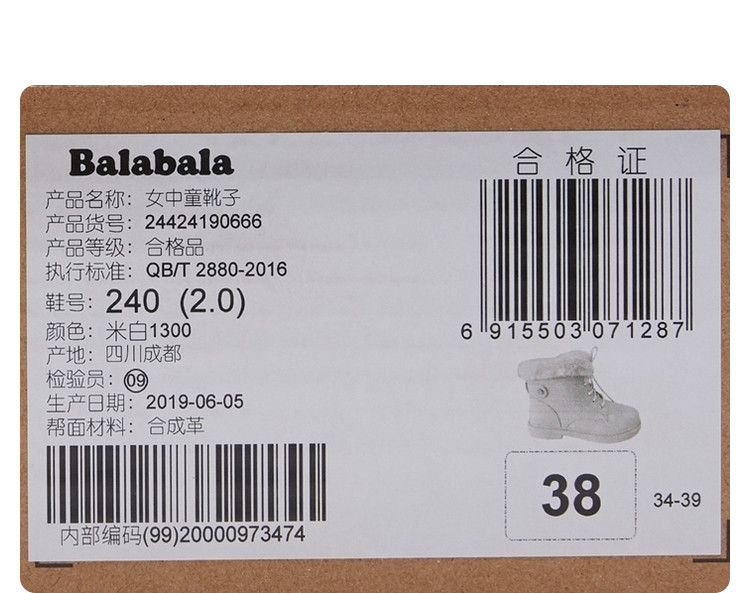 Balabala
合格证
产品名称：女中童靴子
产品货号：24424190666
产品等级：合格品
执行标准：QB/T 2880-2016
鞋号：240 (2.0)
颜色：米白1300
产地：四川成都
检验员：09
生产日期：2019-06-05
帮面材料：合成革
内部编码(99)20000973474
6 915503 071287
38
34-39